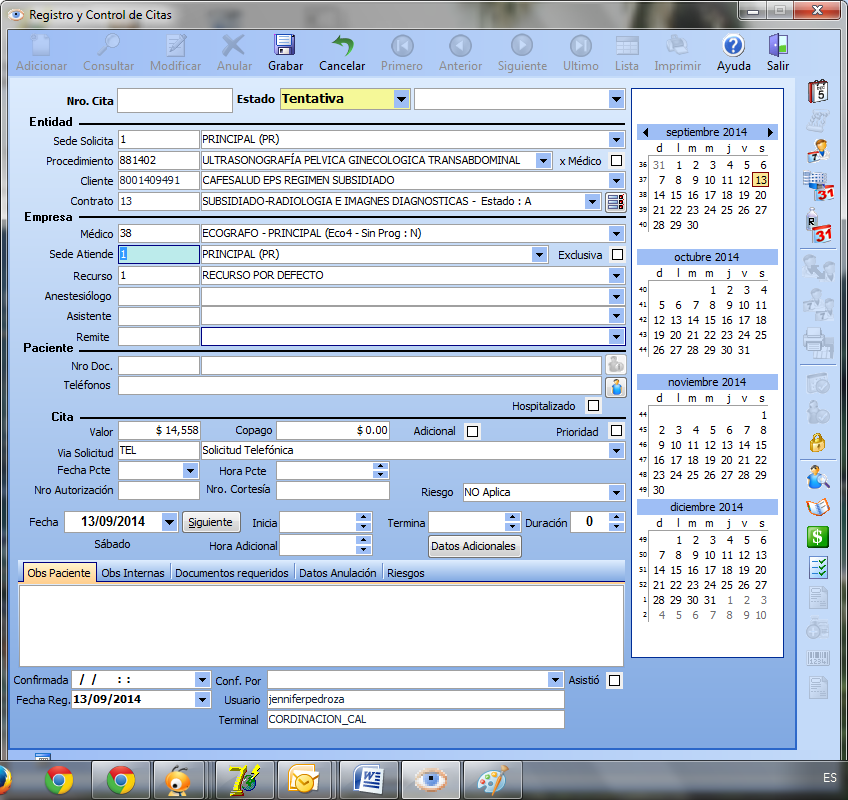 Registro y Control de Citas
Adicionar Consultar Modificar Anular Grabar Cancelar Primero Anterior Siguiente Ultimo Lista Imprimir Ayuda Salir
Nro. Cita Estado Tentativa
Entidad
Sede Solicita 1 PRINCIPAL (PR)
Procedimiento 881402 ULTRASONOGRAFÍA PELVICA GINECOLOGICA TRANSABDOMINAL x Médico
Cliente 8001409491 CAFESALUD EPS REGIMEN SUBSIDIADO
Contrato 13 SUBSIDIADO-RADIOLOGIA E IMAGNES DIAGNOSTICAS - Estado : A
Empresa
Médico 38 ECOGRAFO - PRINCIPAL (Eco4 - Sin Prog : N)
Sede Atiende 1 PRINCIPAL (PR) Exclusiva
Recurso 1 RECURSO POR DEFECTO
Anestesiólogo
Asistente
Remite
Paciente
Nro Doc.
Teléfonos
Hospitalizado
Cita
Valor $ 14,558 Copago $ 0.00 Adicional Prioridad
Via Solicitud TEL Solicitud Telefónica
Fecha Pcte Hora Pcte
Nro Autorización Nro. Cortesía Riesgo NO Aplica
Fecha 13/09/2014 Siguiente Inicia Termina Duración 0
Sábado Hora Adicional Datos Adicionales
Obs Paciente Obs Internas Documentos requeridos Datos Anulación Riesgos
Confirmada / / : : Conf. Por Asistió
Fecha Reg. 13/09/2014 Usuario jenniferpedroza
Terminal CORDINACION_CAL
septiembre 2014
d l m m j v s
36 31 1 2 3 4 5 6
37 7 8 9 10 11 12 13
38 14 15 16 17 18 19 20
39 21 22 23 24 25 26 27
40 28 29 30
octubre 2014
d l m m j v s
40 1 2 3 4
41 5 6 7 8 9 10 11
42 12 13 14 15 16 17 18
43 19 20 21 22 23 24 25
44 26 27 28 29 30 31
noviembre 2014
d l m m j v s
44 1
45 2 3 4 5 6 7 8
46 9 10 11 12 13 14 15
47 16 17 18 19 20 21 22
48 23 24 25 26 27 28 29
49 30
diciembre 2014
d l m m j v s
49 1 2 3 4 5 6
50 7 8 9 10 11 12 13
51 14 15 16 17 18 19 20
52 21 22 23 24 25 26 27
1 28 29 30 31 1 2 3
2 4 5 6 7 8 9 10
ES